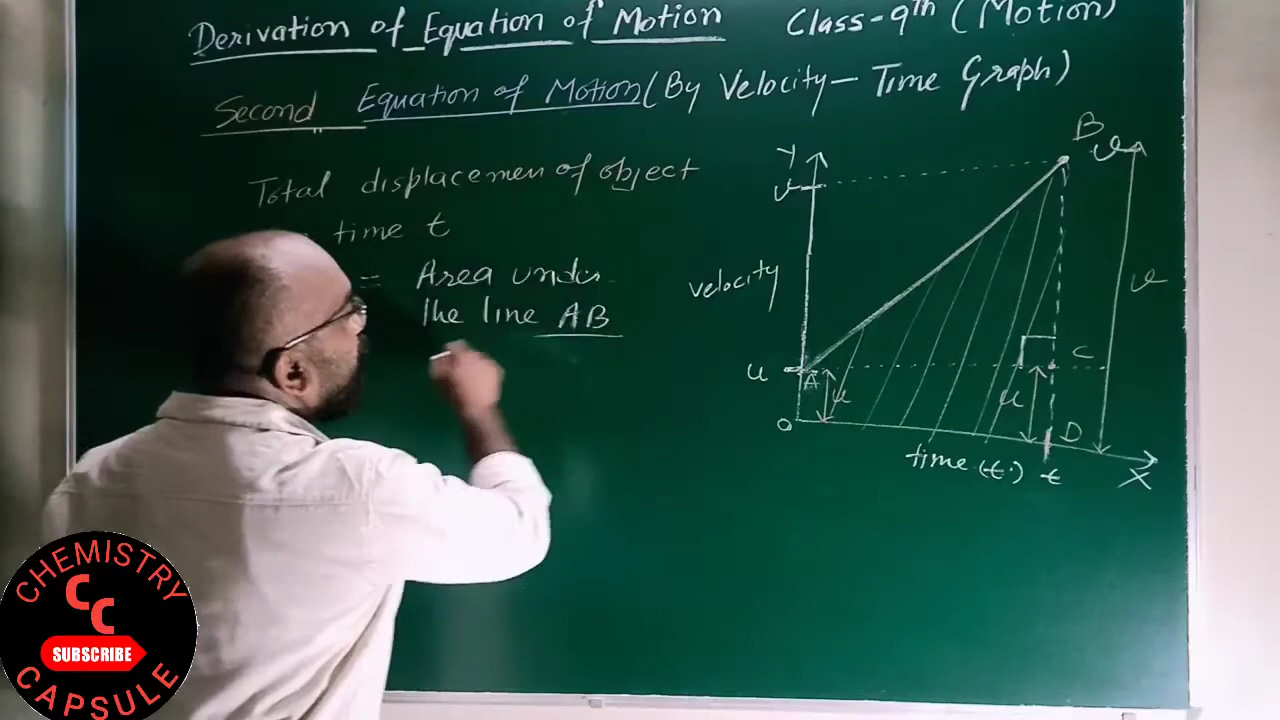 Derivation of Equation of Motion Class-9th (Motion)
Second Equation of Motion (By Velocity-Time Graph)
Total displacemen of object
time t
= Area under
the line AB
Y
v
velocity
u
A
u
O
B
v
v
C
u
D
time (t.)
t
X
CHEMISTRY
CC
SUBSCRIBE
CAPSULE